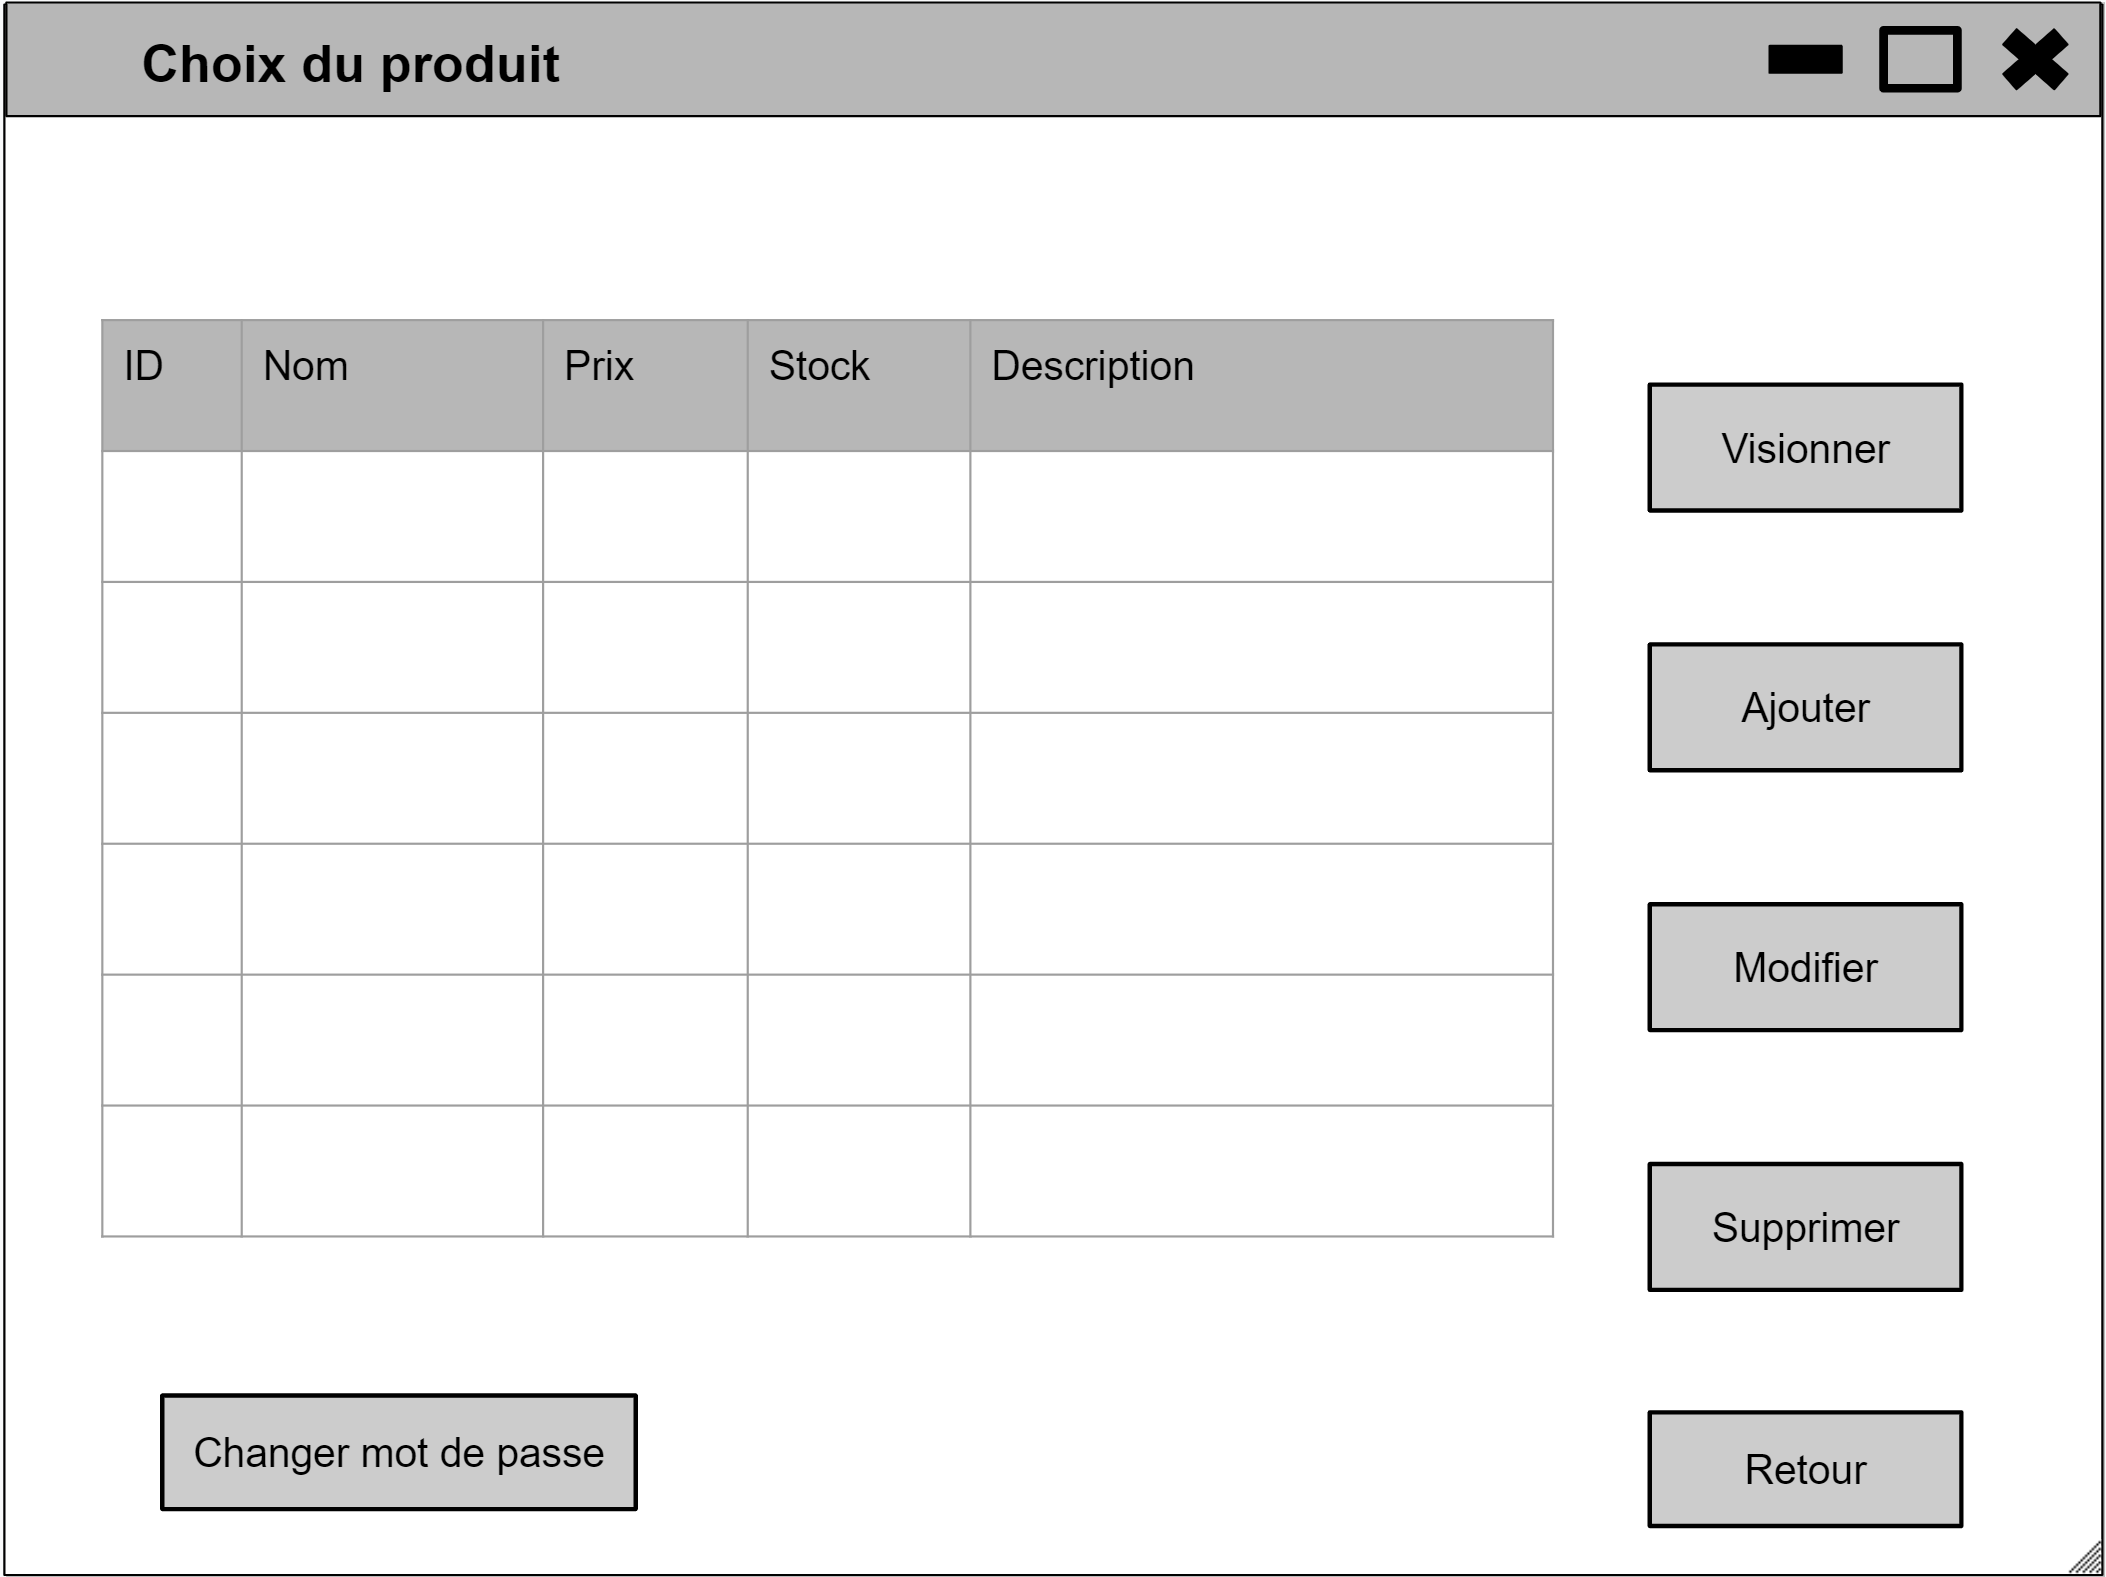 Choix du produit
ID Nom Prix Stock Description
Visionner
Ajouter
Modifier
Supprimer
Changer mot de passe
Retour